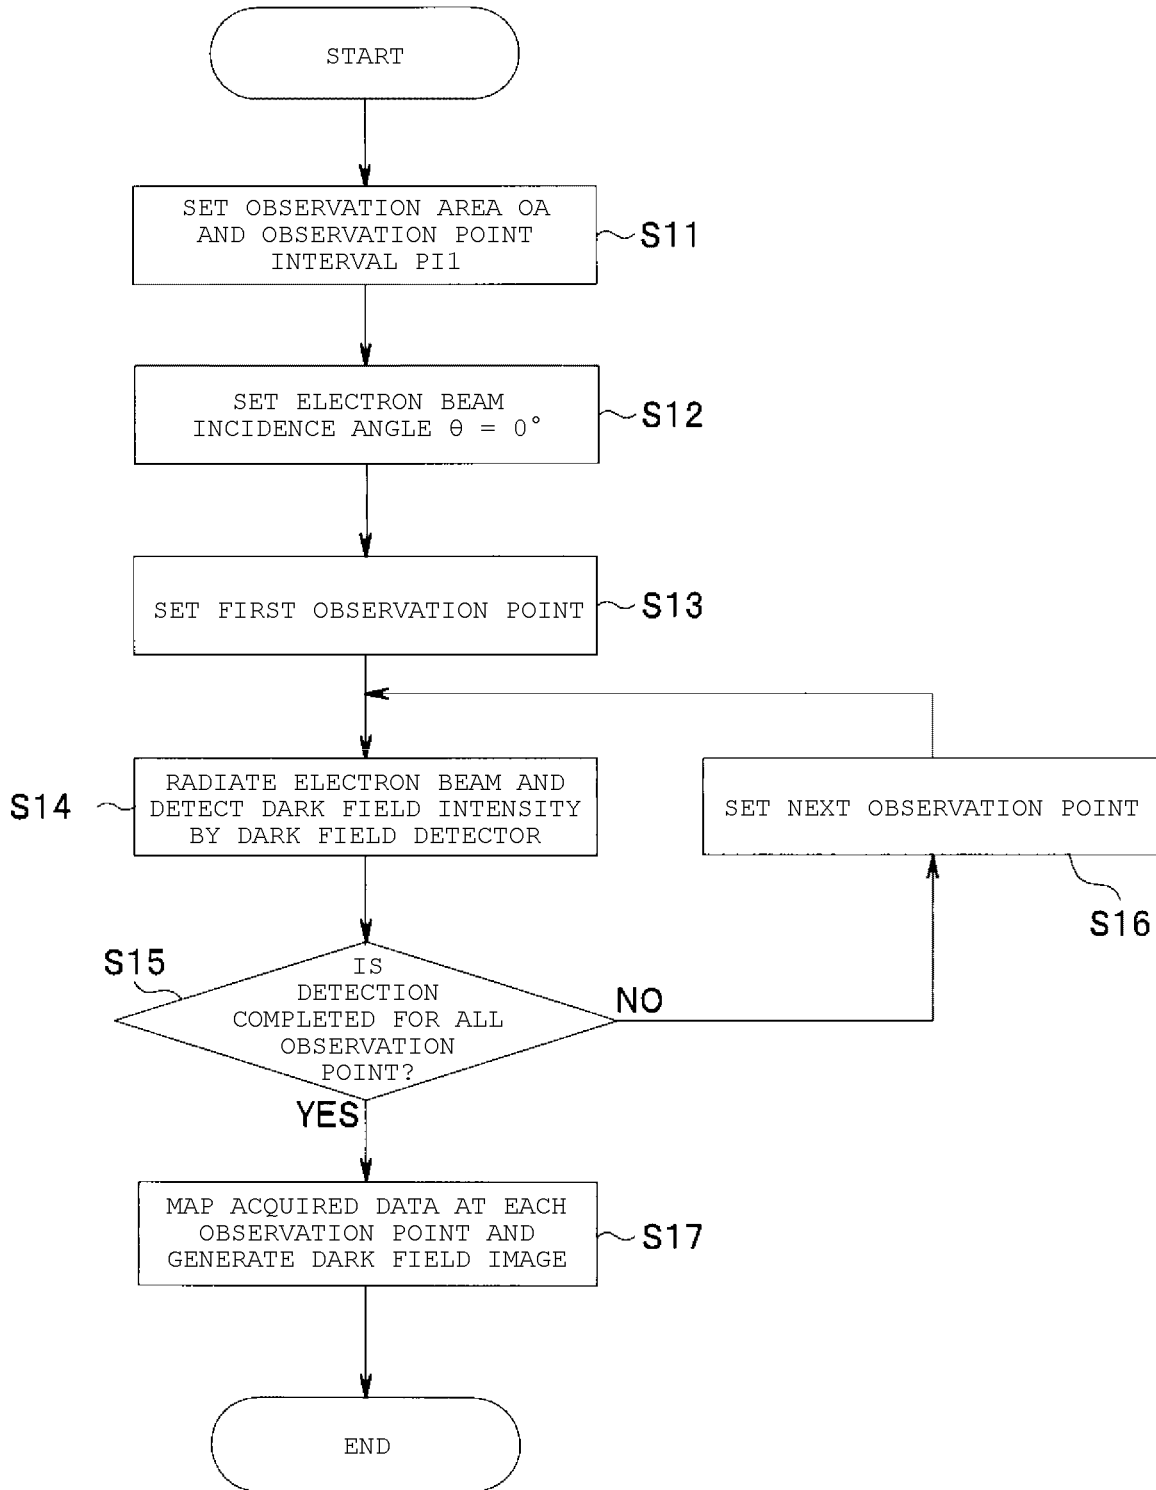 START
SET OBSERVATION AREA OA
AND OBSERVATION POINT
INTERVAL PI1
S11
SET ELECTRON BEAM
INCIDENCE ANGLE θ = 0°
S12
SET FIRST OBSERVATION POINT
S13
S14
RADIATE ELECTRON BEAM AND
DETECT DARK FIELD INTENSITY
BY DARK FIELD DETECTOR
SET NEXT OBSERVATION POINT
S16
S15
IS
DETECTION
COMPLETED FOR ALL
OBSERVATION
POINT?
NO
YES
MAP ACQUIRED DATA AT EACH
OBSERVATION POINT AND
GENERATE DARK FIELD IMAGE
S17
END